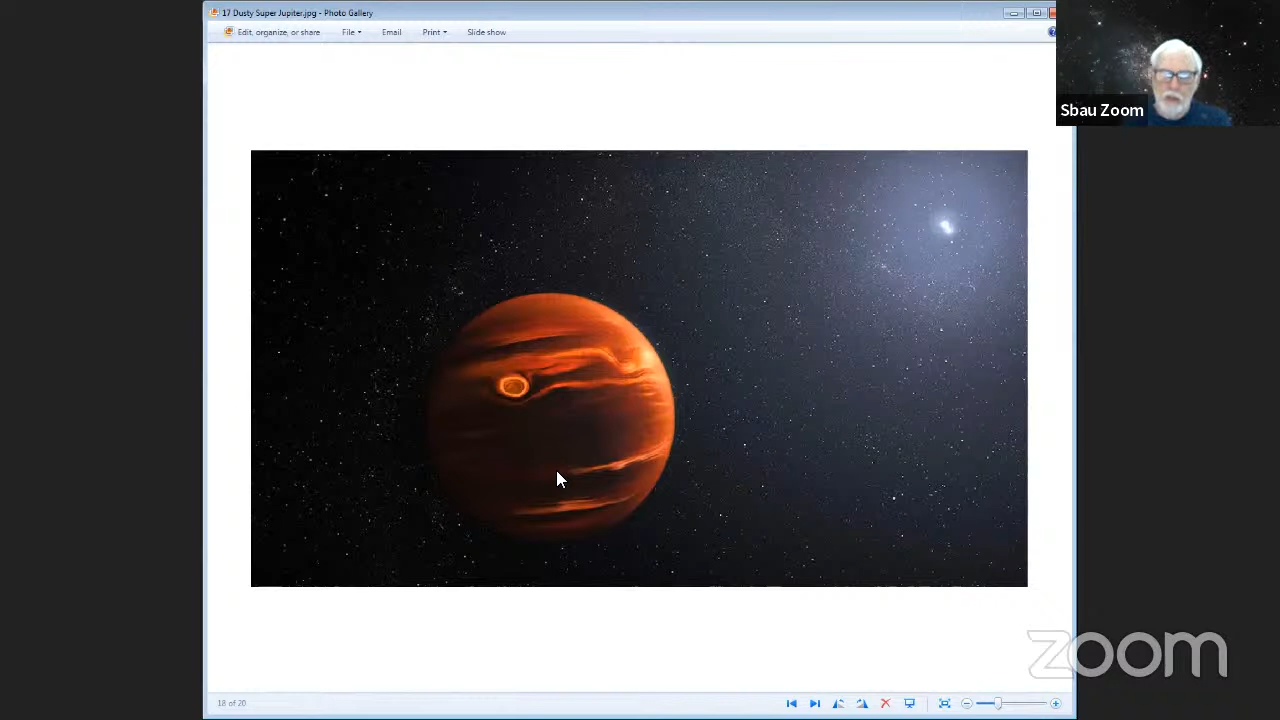 17 Dusty Super Jupiter.jpg - Photo Gallery
Edit, organize, or share File Email Print Slide show
Sbau Zoom
zoom
18 of 20